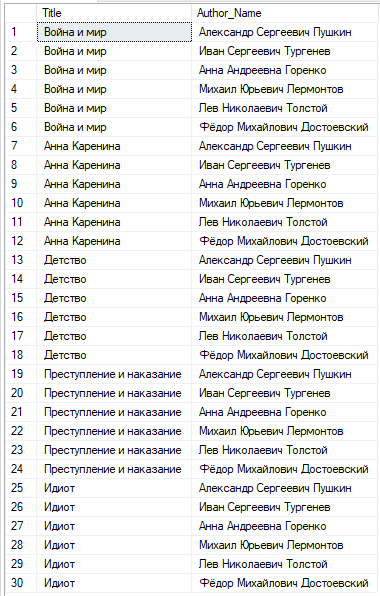 Title Author_Name
1 Война и мир Александр Сергеевич Пушкин
2 Война и мир Иван Сергеевич Тургенев
3 Война и мир Анна Андреевна Горенко
4 Война и мир Михаил Юрьевич Лермонтов
5 Война и мир Лев Николаевич Толстой
6 Война и мир Фёдор Михайлович Достоевский
7 Анна Каренина Александр Сергеевич Пушкин
8 Анна Каренина Иван Сергеевич Тургенев
9 Анна Каренина Анна Андреевна Горенко
10 Анна Каренина Михаил Юрьевич Лермонтов
11 Анна Каренина Лев Николаевич Толстой
12 Анна Каренина Фёдор Михайлович Достоевский
13 Детство Александр Сергеевич Пушкин
14 Детство Иван Сергеевич Тургенев
15 Детство Анна Андреевна Горенко
16 Детство Михаил Юрьевич Лермонтов
17 Детство Лев Николаевич Толстой
18 Детство Фёдор Михайлович Достоевский
19 Преступление и наказание Александр Сергеевич Пушкин
20 Преступление и наказание Иван Сергеевич Тургенев
21 Преступление и наказание Анна Андреевна Горенко
22 Преступление и наказание Михаил Юрьевич Лермонтов
23 Преступление и наказание Лев Николаевич Толстой
24 Преступление и наказание Фёдор Михайлович Достоевский
25 Идиот Александр Сергеевич Пушкин
26 Идиот Иван Сергеевич Тургенев
27 Идиот Анна Андреевна Горенко
28 Идиот Михаил Юрьевич Лермонтов
29 Идиот Лев Николаевич Толстой
30 Идиот Фёдор Михайлович Достоевский